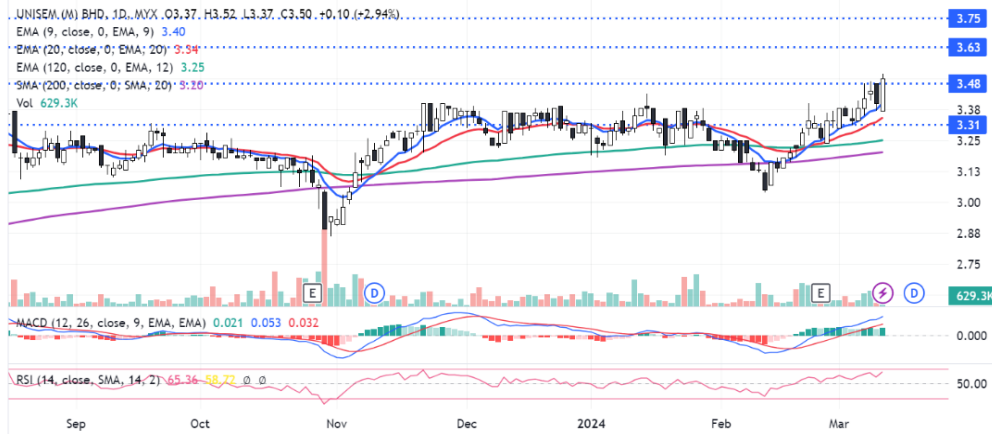 UNISEM (M) BHD, 1D, MYX O3.37 H3.52 L3.37 C3.50 +0.10 (+2.94%)
3.75
EMA (9, close, 0, EMA, 9) 3.40
3.63
EMA (20, close, 0, EMA, 20) 3.34
EMA (120, close, 0, EMA, 12) 3.25
SMA (200, close, 0, SMA, 20) 3.20
3.48
Vol 629.3K
3.38
3.31
3.25
3.13
3.00
2.88
2.75
E D E D
629.3K
MACD (12, 26, close, 9, EMA, EMA) 0.021 0.053 0.032
0.000
RSI (14, close, SMA, 14, 2) 65.36 58.77 Ø Ø
50.00
Sep Oct Nov Dec 2024 Feb Mar